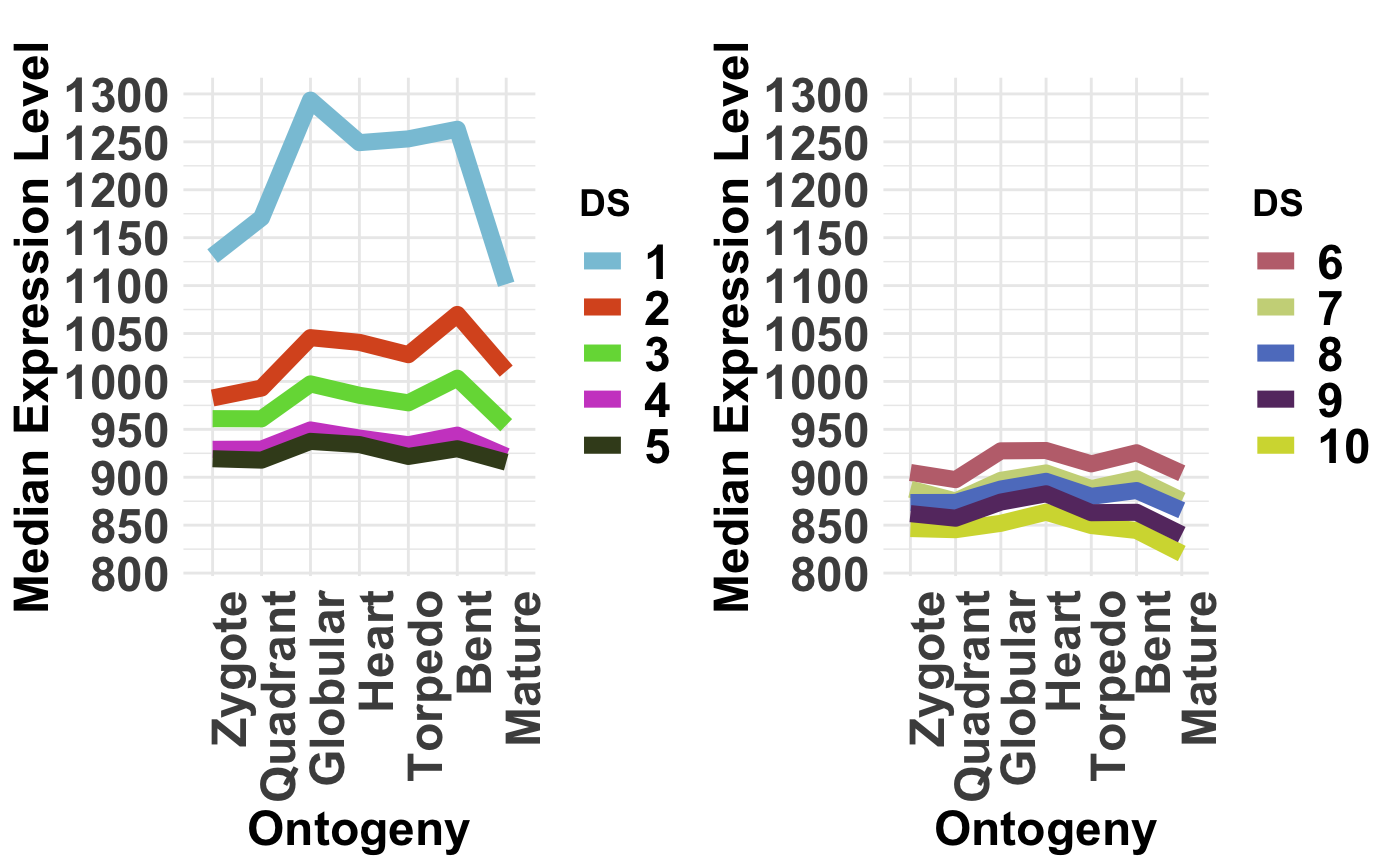 Median Expression Level
1300
1250
1200
1150
1100
1050
1000
950
900
850
800
Zygote
Quadrant
Globular
Heart
Torpedo
Bent
Mature
Ontogeny
DS
1
2
3
4
5
Median Expression Level
1300
1250
1200
1150
1100
1050
1000
950
900
850
800
Zygote
Quadrant
Globular
Heart
Torpedo
Bent
Mature
Ontogeny
DS
6
7
8
9
10